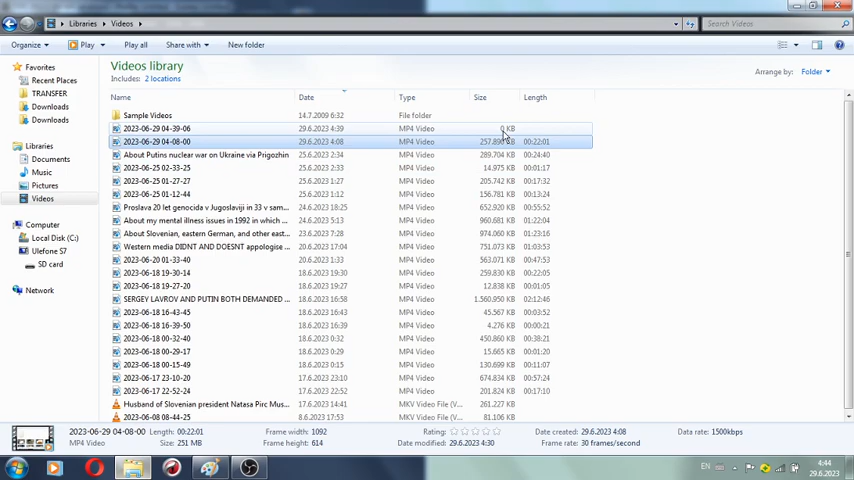 Libraries ▸ Videos ▸
Search Videos
Organize ▾ Play ▾ Play all Share with ▾ New folder
Favorites
Recent Places
TRANSFER
Downloads
Downloads
Libraries
Documents
Music
Pictures
Videos
Computer
Local Disk (C:)
Ulefone S7
SD card
Network
Videos library
Includes: 2 locations
Arrange by: Folder ▾
Name Date Type Size Length
Sample Videos 14.7.2009 6:32 File folder
2023-06-29 04-39-06 29.6.2023 4:39 MP4 Video 0 KB
2023-06-29 04-08-00 29.6.2023 4:08 MP4 Video 257.890 KB 00:22:01
About Putins nuclear war on Ukraine via Prigozhin 25.6.2023 2:34 MP4 Video 289.704 KB 00:24:40
2023-06-25 02-33-25 25.6.2023 2:33 MP4 Video 14.975 KB 00:01:17
2023-06-25 01-27-27 25.6.2023 1:45 MP4 Video 205.742 KB 00:17:32
2023-06-25 01-12-44 25.6.2023 1:26 MP4 Video 156.781 KB 00:13:24
Proslava 20 let genocida v Jugoslaviji in 33 v sam... 24.6.2023 18:25 MP4 Video 652.920 KB 00:55:52
About my mental illness issues in 1992 in which ... 24.6.2023 5:13 MP4 Video 960.681 KB 01:22:04
About Slovenian, eastern German, and other east... 23.6.2023 7:28 MP4 Video 974.060 KB 01:23:16
Western media DIDNT AND DOESNT appologise ... 20.6.2023 17:04 MP4 Video 751.073 KB 01:03:53
2023-06-20 01-33-40 20.6.2023 1:33 MP4 Video 563.071 KB 00:47:53
2023-06-18 19-30-14 18.6.2023 19:30 MP4 Video 259.830 KB 00:22:05
2023-06-18 19-27-20 18.6.2023 19:27 MP4 Video 12.838 KB 00:01:05
SERGEY LAVROV AND PUTIN BOTH DEMANDED ... 18.6.2023 16:58 MP4 Video 1.560.950 KB 02:12:46
2023-06-18 16-43-45 18.6.2023 16:43 MP4 Video 45.567 KB 00:03:52
2023-06-18 16-39-50 18.6.2023 16:39 MP4 Video 4.276 KB 00:00:21
2023-06-18 00-32-40 18.6.2023 0:32 MP4 Video 450.860 KB 00:38:21
2023-06-18 00-29-17 18.6.2023 0:29 MP4 Video 15.665 KB 00:01:20
2023-06-18 00-15-49 18.6.2023 0:15 MP4 Video 130.699 KB 00:11:07
2023-06-17 23-10-20 17.6.2023 23:10 MP4 Video 674.834 KB 00:57:24
2023-06-17 22-52-24 17.6.2023 22:52 MP4 Video 201.824 KB 00:17:10
Husband of Slovenian president Natasa Pirc Mus... 17.6.2023 14:41 MKV Video File (V... 261.227 KB
2023-06-08 08-44-25 8.6.2023 17:53 MKV Video File (V... 81.106 KB
2023-06-29 04-08-00 Length: 00:22:01 Frame width: 1092 Rating: Date created: 29.6.2023 4:08 Data rate: 1500kbps
MP4 Video Size: 251 MB Frame height: 614 Date modified: 29.6.2023 4:30 Frame rate: 30 frames/second
EN 4:44
29.6.2023